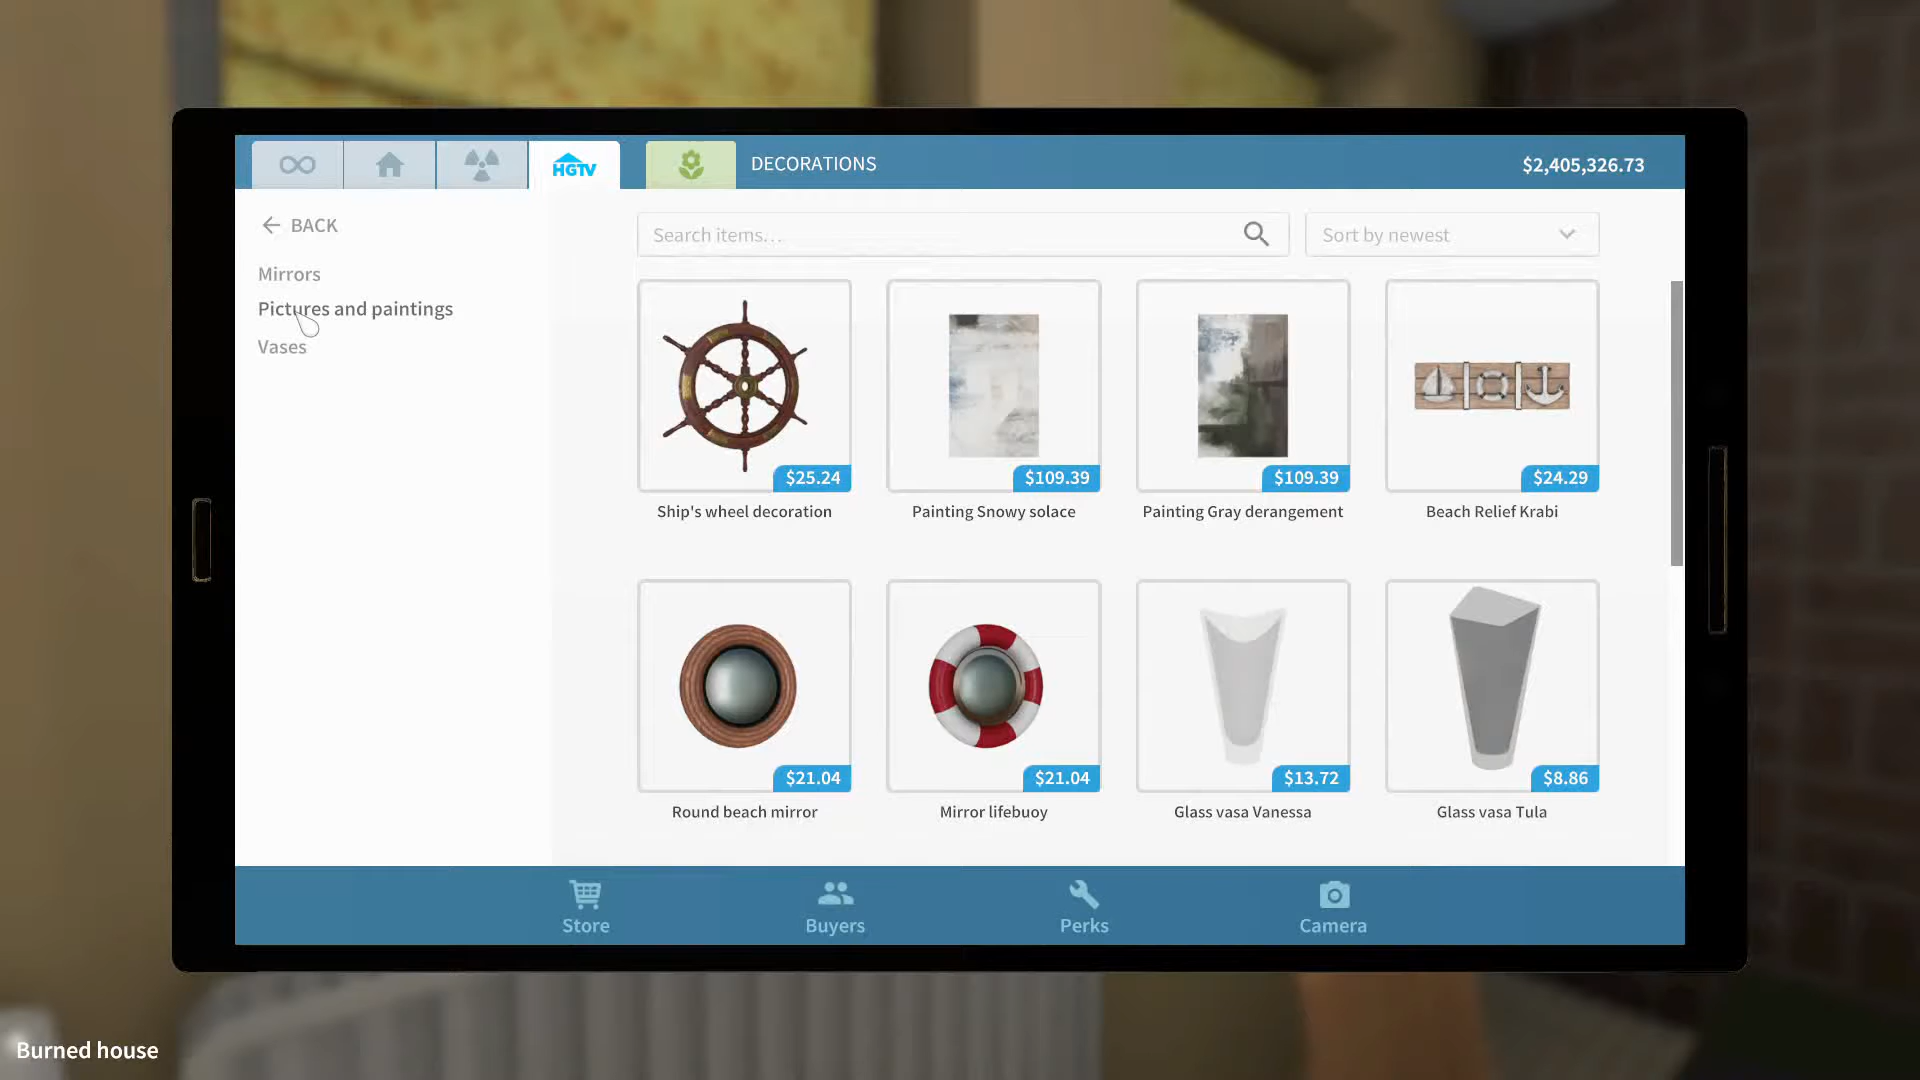 HGTV
DECORATIONS
$2,405,326.73
BACK
Mirrors
Pictures and paintings
Vases
Search items...
Sort by newest
$25.24
$109.39
$109.39
$24.29
Ship's wheel decoration
Painting Snowy solace
Painting Gray derangement
Beach Relief Krabi
$21.04
$21.04
$13.72
$8.86
Round beach mirror
Mirror lifebuoy
Glass vasa Vanessa
Glass vasa Tula
Store
Buyers
Perks
Camera
Burned house